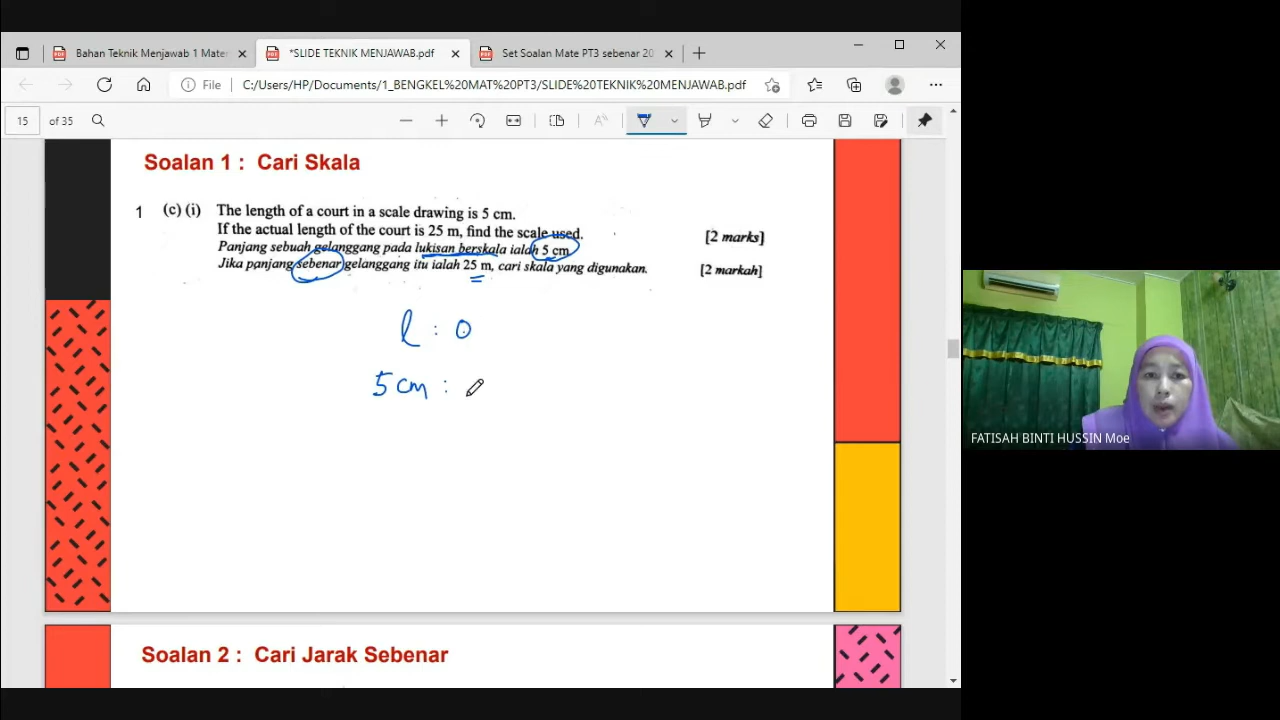 Bahan Teknik Menjawab 1 Mater
*SLIDE TEKNIK MENJAWAB.pdf
Set Soalan Mate PT3 sebenar 20
File
C:/Users/HP/Documents/1_BENGKEL%20MAT%20PT3/SLIDE%20TEKNIK%20MENJAWAB.pdf
15 of 35
Soalan 1 : Cari Skala
1 (c) (i) The length of a court in a scale drawing is 5 cm.
If the actual length of the court is 25 m, find the scale used. [2 marks]
Panjang sebuah gelanggang pada lukisan berskala ialah 5 cm
Jika panjang sebenar gelanggang itu ialah 25 m, cari skala yang digunakan. [2 markah]
l : 0
5 cm :
FATISAH BINTI HUSSIN Moe
Soalan 2 : Cari Jarak Sebenar